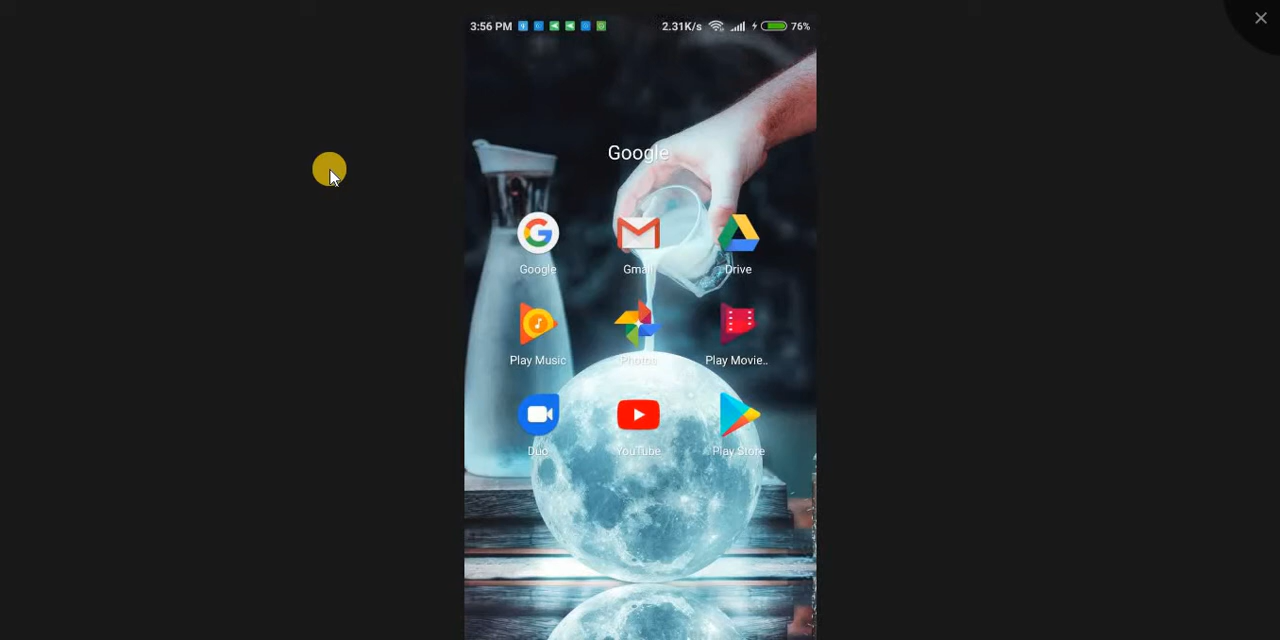 3:56 PM 2.31K/s 76%
Google
Google Gmail Drive
Play Music Photos Play Movie..
Duo YouTube Play Store